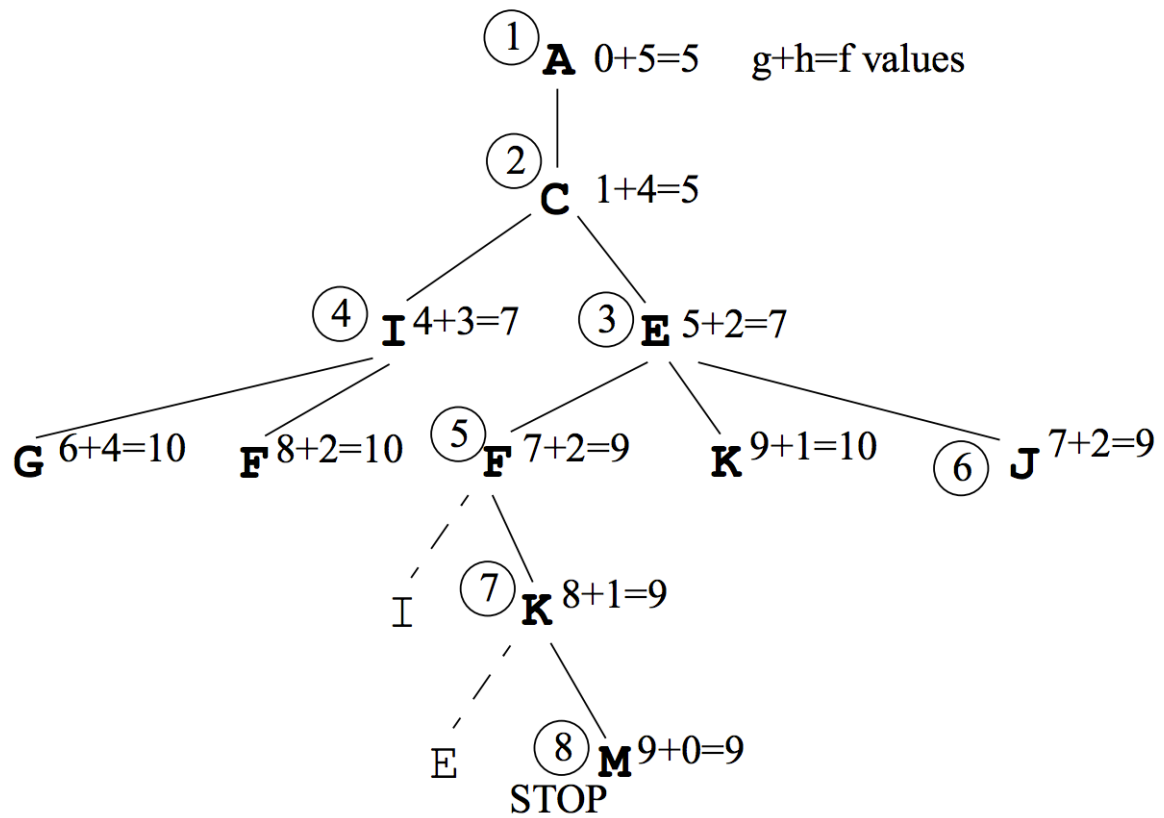 1 A 0+5=5 g+h=f values
2 C 1+4=5
4 I 4+3=7 3 E 5+2=7
G 6+4=10 F 8+2=10 5 F 7+2=9 K 9+1=10 6 J 7+2=9
I 7 K 8+1=9
E 8 M 9+0=9
STOP